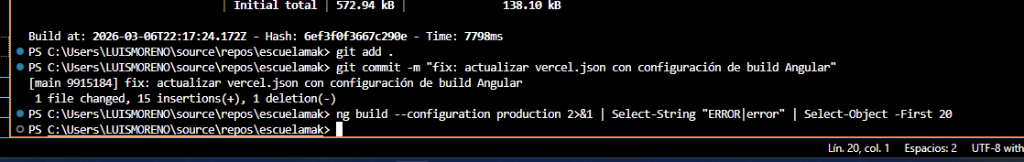 | Initial total | 572.94 kB | 138.10 kB
Build at: 2026-03-06T22:17:24.172Z - Hash: 6ef3f0f3667c290e - Time: 7798ms
PS C:\Users\LUISMORENO\source\repos\escuelamak> git add .
PS C:\Users\LUISMORENO\source\repos\escuelamak> git commit -m "fix: actualizar vercel.json con configuración de build Angular"
[main 9915184] fix: actualizar vercel.json con configuración de build Angular
1 file changed, 15 insertions(+), 1 deletion(-)
PS C:\Users\LUISMORENO\source\repos\escuelamak> ng build --configuration production 2>&1 | Select-String "ERROR|error" | Select-Object -First 20
PS C:\Users\LUISMORENO\source\repos\escuelamak>
Lín. 20, col. 1 Espacios: 2 UTF-8 with